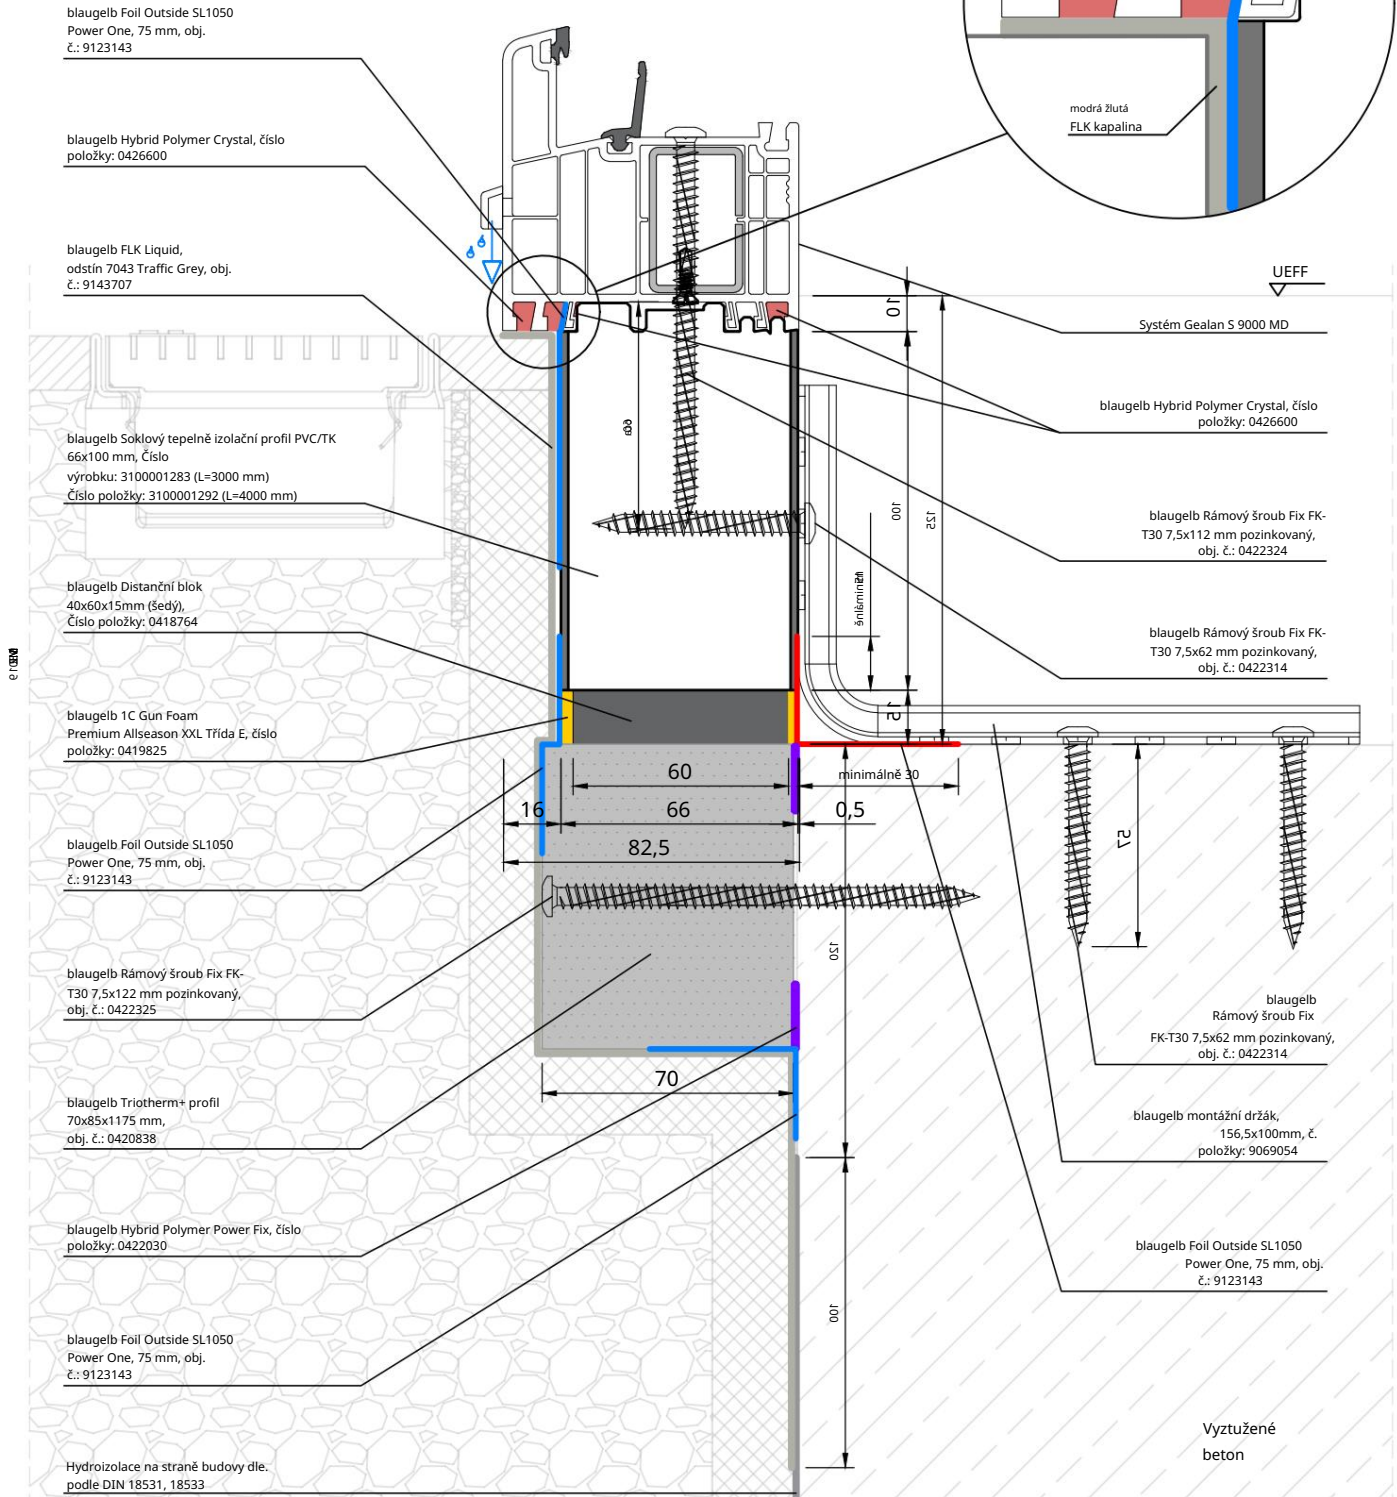 blaugelb Foil Outside SL1050
Power One, 75 mm, obj.
č.: 9123143
blaugelb Hybrid Polymer Crystal, číslo
položky: 0426600
blaugelb FLK Liquid,
odstín 7043 Traffic Grey, obj.
č.: 9143707
blaugelb Soklový tepelně izolační profil PVC/TK
66x100 mm, Číslo
výrobku: 3100001283 (L=3000 mm)
Číslo položky: 3100001292 (L=4000 mm)
blaugelb Distanční blok
40x60x15mm (šedý),
Číslo položky: 0418764
blaugelb 1C Gun Foam
Premium Allseason XXL Třída E, číslo
položky: 0419825
blaugelb Foil Outside SL1050
Power One, 75 mm, obj.
č.: 9123143
blaugelb Rámový šroub Fix FK-
T30 7,5x122 mm pozinkovaný,
obj. č.: 0422325
blaugelb Triotherm+ profil
70x85x1175 mm,
obj. č.: 0420838
blaugelb Hybrid Polymer Power Fix, číslo
položky: 0422030
blaugelb Foil Outside SL1050
Power One, 75 mm, obj.
č.: 9123143
Hydroizolace na straně budovy dle.
podle DIN 18531, 18533
modrá žlutá
FLK kapalina
UEFF
Systém Gealan S 9000 MD
blaugelb Hybrid Polymer Crystal, číslo
položky: 0426600
blaugelb Rámový šroub Fix FK-
T30 7,5x112 mm pozinkovaný,
obj. č.: 0422324
blaugelb Rámový šroub Fix FK-
T30 7,5x62 mm pozinkovaný,
obj. č.: 0422314
blaugelb
Rámový šroub Fix
FK-T30 7,5x62 mm pozinkovaný,
obj. č.: 0422314
blaugelb montážní držák,
156,5x100mm, č.
položky: 9069054
blaugelb Foil Outside SL1050
Power One, 75 mm, obj.
č.: 9123143
Vyztužené
beton
10
100
125
15
60
minimálně 30
16
66
0,5
82,5
57
120
70
100